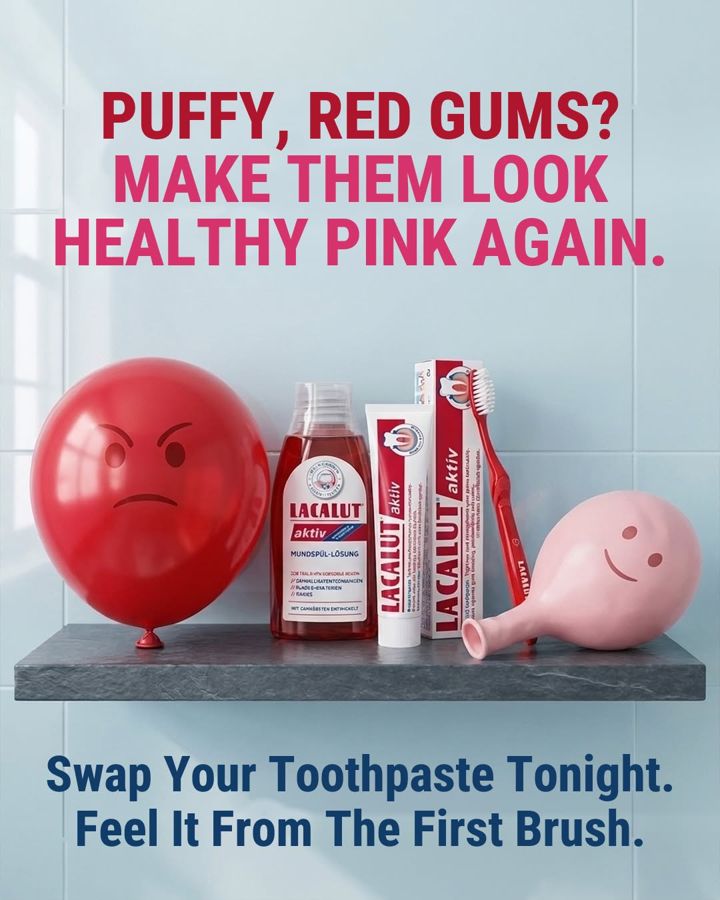 PUFFY, RED GUMS?
MAKE THEM LOOK
HEALTHY PINK AGAIN.
LACALUT
aktiv
MUNDSPÜL-LÖSUNG
LACALUT aktiv
LACALUT aktiv
LACALUT
Swap Your Toothpaste Tonight.
Feel It From The First Brush.